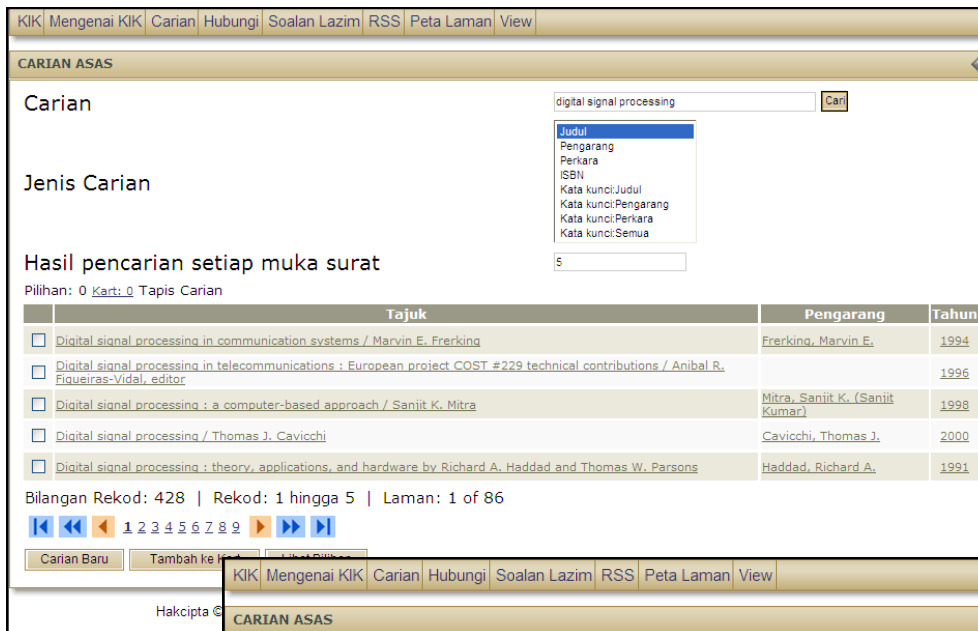 KIK Mengenai KIK Carian Hubungi Soalan Lazim RSS Peta Laman View
CARIAN ASAS
Carian digital signal processing Cari
Jenis Carian
Judul
Pengarang
Perkara
ISBN
Kata kunci:Judul
Kata kunci:Pengarang
Kata kunci:Perkara
Kata kunci:Semua
Hasil pencarian setiap muka surat 5
Pilihan: 0 Kart: 0 Tapis Carian
Tajuk Pengarang Tahun
Digital signal processing in communication systems / Marvin E. Frerking Frerking, Marvin E. 1994
Digital signal processing in telecommunications : European project COST #229 technical contributions / Anibal R.
Figueiras-Vidal, editor 1996
Digital signal processing : a computer-based approach / Sanjit K. Mitra Mitra, Sanjit K. (Sanjit
Kumar) 1998
Digital signal processing / Thomas J. Cavicchi Cavicchi, Thomas J. 2000
Digital signal processing : theory, applications, and hardware by Richard A. Haddad and Thomas W. Parsons Haddad, Richard A. 1991
Bilangan Rekod: 428 | Rekod: 1 hingga 5 | Laman: 1 of 86
1 2 3 4 5 6 7 8 9
Carian Baru Tambah ke
Hakcipta ©
KIK Mengenai KIK Carian Hubungi Soalan Lazim RSS Peta Laman View
CARIAN ASAS